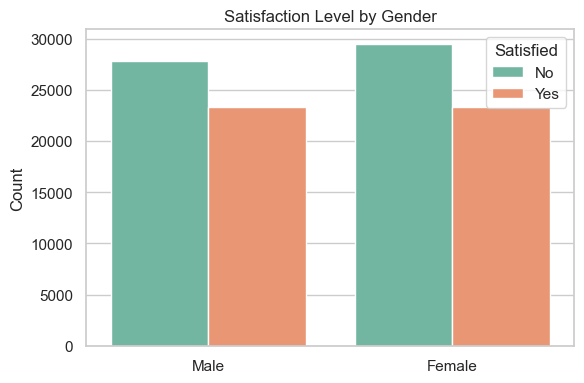 Satisfaction Level by Gender
30000
25000
20000
15000
10000
5000
0
Count
Satisfied
No
Yes
Male
Female